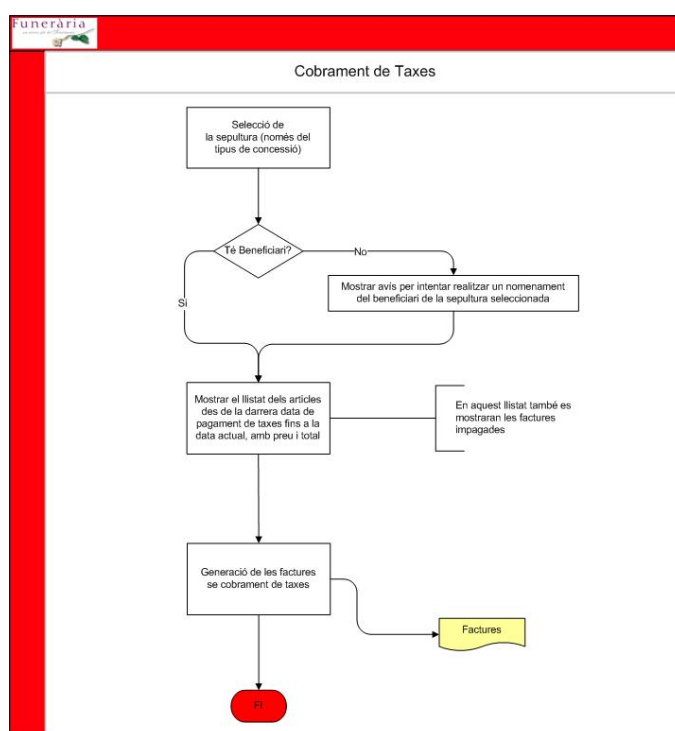 Funerària
Cobrament de Taxes
Selecció de
la sepultura (només del
tipus de concessió)
Té Beneficiari?
No
Sí
Mostrar avís per intentar realitzar un nomenament
del beneficiari de la sepultura seleccionada
Mostrar el llistat dels artícles
des de la darrera data de
pagament de taxes fins a la
data actual, amb preu i total
En aquest llistat també es
mostraran les factures
impagades
Generació de les factures
se cobrament de taxes
Factures
FI